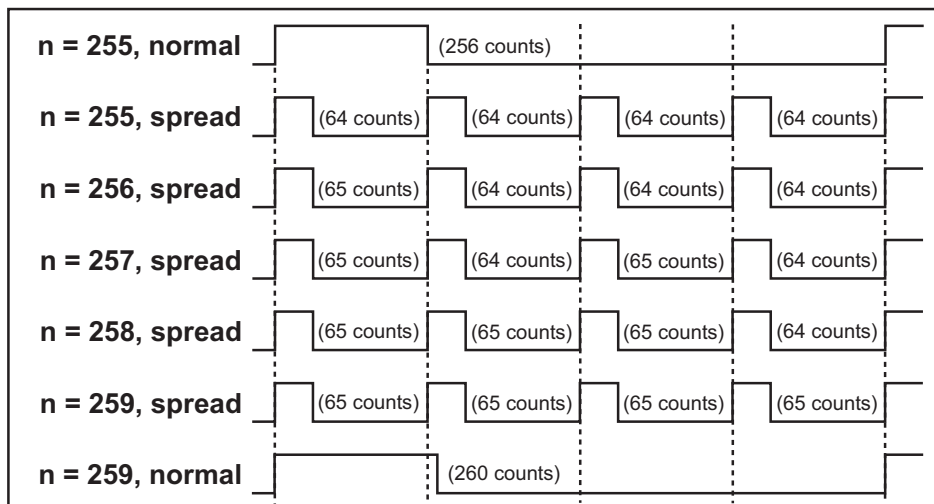 n = 255, normal (256 counts)
n = 255, spread (64 counts) (64 counts) (64 counts) (64 counts)
n = 256, spread (65 counts) (64 counts) (64 counts) (64 counts)
n = 257, spread (65 counts) (64 counts) (65 counts) (64 counts)
n = 258, spread (65 counts) (65 counts) (65 counts) (64 counts)
n = 259, spread (65 counts) (65 counts) (65 counts) (65 counts)
n = 259, normal (260 counts)